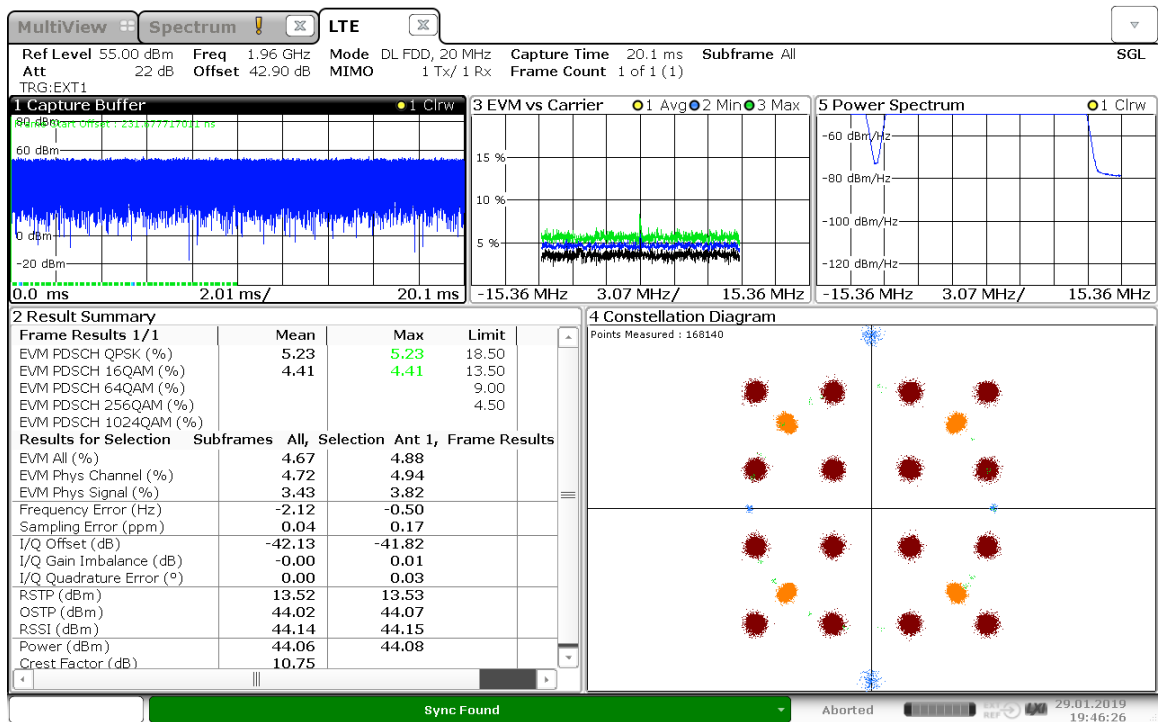 MultiView Spectrum LTE
Ref Level 55.00 dBm Freq 1.96 GHz Mode DL FDD, 20 MHz Capture Time 20.1 ms Subframe All SGL
Att 22 dB Offset 42.90 dB MIMO 1 Tx/ 1 Rx Frame Count 1 of 1 (1)
TRG:EXT1
1 Capture Buffer 1 Clrw
80 dBm
Frame Start Offset : 231.677717021 ns
60 dBm
0 dBm
-20 dBm
0.0 ms 2.01 ms/ 20.1 ms
3 EVM vs Carrier 1 Avg 2 Min 3 Max
15 %
10 %
5 %
-15.36 MHz 3.07 MHz/ 15.36 MHz
5 Power Spectrum 1 Clrw
-60 dBm/Hz
-80 dBm/Hz
-100 dBm/Hz
-120 dBm/Hz
-15.36 MHz 3.07 MHz/ 15.36 MHz
2 Result Summary
Frame Results 1/1 Mean Max Limit
EVM PDSCH QPSK (%) 5.23 5.23 18.50
EVM PDSCH 16QAM (%) 4.41 4.41 13.50
EVM PDSCH 64QAM (%) 9.00
EVM PDSCH 256QAM (%) 4.50
EVM PDSCH 1024QAM (%)
Results for Selection Subframes All, Selection Ant 1, Frame Results
EVM All (%) 4.67 4.88
EVM Phys Channel (%) 4.72 4.94
EVM Phys Signal (%) 3.43 3.82
Frequency Error (Hz) -2.12 -0.50
Sampling Error (ppm) 0.04 0.17
I/Q Offset (dB) -42.13 -41.82
I/Q Gain Imbalance (dB) -0.00 0.01
I/Q Quadrature Error (°) 0.00 0.03
RSTP (dBm) 13.52 13.53
OSTP (dBm) 44.02 44.07
RSSI (dBm) 44.14 44.15
Power (dBm) 44.06 44.08
Crest Factor (dB) 10.75
4 Constellation Diagram
Points Measured : 168140
Sync Found
Aborted
EXT
REF
LXI
29.01.2019
19:46:26